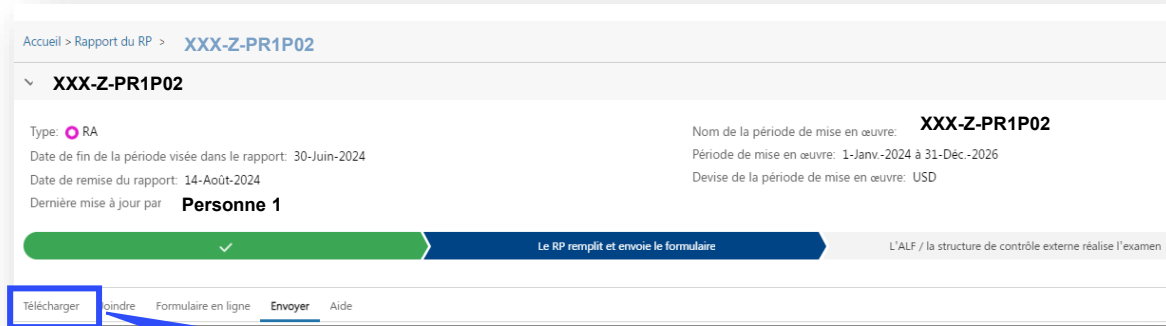 Accueil > Rapport du RP > XXX-Z-PR1P02
XXX-Z-PR1P02
Type: RA
Date de fin de la période visée dans le rapport: 30-Juin-2024
Date de remise du rapport: 14-Août-2024
Dernière mise à jour par Personne 1
Nom de la période de mise en œuvre: XXX-Z-PR1P02
Période de mise en œuvre: 1-Janv.-2024 à 31-Déc.-2026
Devise de la période de mise en œuvre: USD
Le RP remplit et envoie le formulaire
L'ALF / la structure de contrôle externe réalise l'examen
Télécharger oindre Formulaire en ligne Envoyer Aide